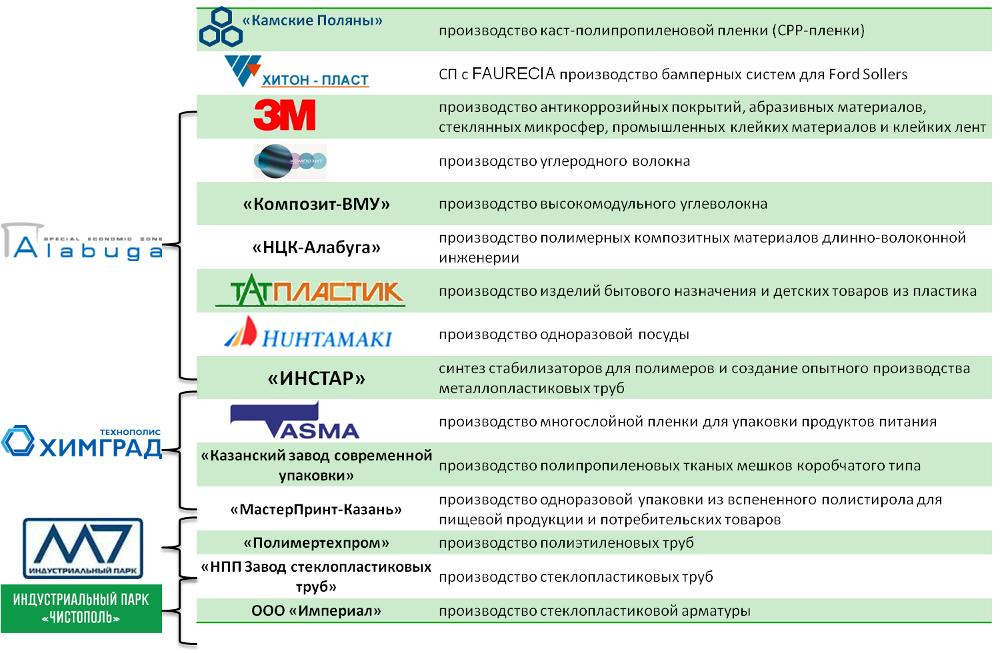 «Камские Поляны»
производство каст-полипропиленовой пленки (СРР-пленки)
ХИТОН - ПЛАСТ
СП с FAURECIA производство бамперных систем для Ford Sollers
3M
производство антикоррозийных покрытий, абразивных материалов,
стеклянных микросфер, промышленных клейких материалов и клейких лент
КОМПОЗИТ
производство углеродного волокна
«Композит-ВМУ»
производство высокомодульного углеволокна
SPECIAL ECONOMIC ZONE
Alabuga
«НЦК-Алабуга»
производство полимерных композитных материалов длинно-волоконной
инженерии
ТАТПЛАСТИК
производство изделий бытового назначения и детских товаров из пластика
HUHTAMAKI
производство одноразовой посуды
«ИНСТАР»
синтез стабилизаторов для полимеров и создание опытного производства
металлопластиковых труб
ТЕХНОПОЛИС
ХИМГРАД
TASMA
производство многослойной пленки для упаковки продуктов питания
«Казанский завод современной
упаковки»
производство полипропиленовых тканых мешков коробчатого типа
«МастерПринт-Казань»
производство одноразовой упаковки из вспененного полистирола для
пищевой продукции и потребительских товаров
М7
ИНДУСТРИАЛЬНЫЙ ПАРК
«Полимертехпром»
производство полиэтиленовых труб
«НПП Завод стеклопластиковых
труб»
производство стеклопластиковых труб
ИНДУСТРИАЛЬНЫЙ ПАРК
«ЧИСТОПОЛЬ»
ООО «Империал»
производство стеклопластиковой арматуры